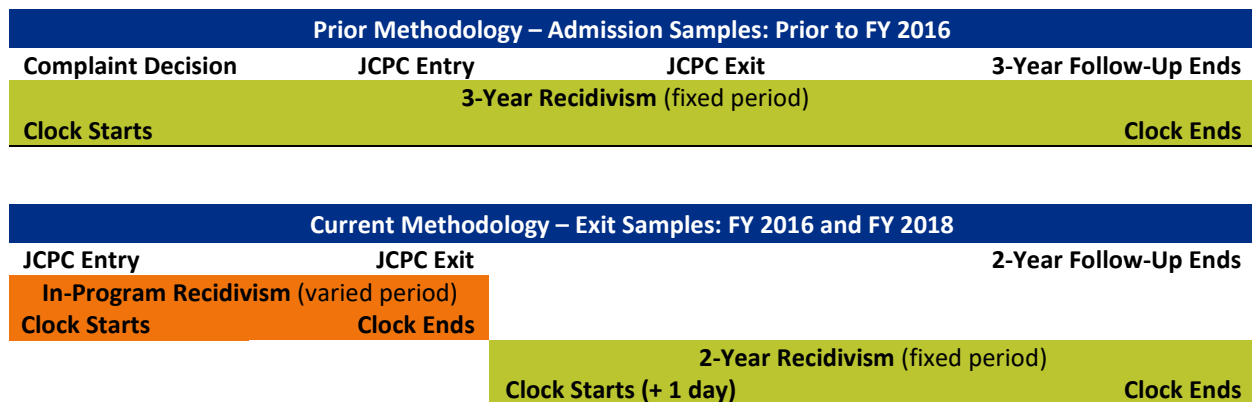 Prior Methodology – Admission Samples: Prior to FY 2016
Complaint Decision JCPC Entry JCPC Exit 3-Year Follow-Up Ends
3-Year Recidivism (fixed period)
Clock Starts Clock Ends
Current Methodology – Exit Samples: FY 2016 and FY 2018
JCPC Entry JCPC Exit 2-Year Follow-Up Ends
In-Program Recidivism (varied period)
Clock Starts Clock Ends
2-Year Recidivism (fixed period)
Clock Starts (+ 1 day) Clock Ends